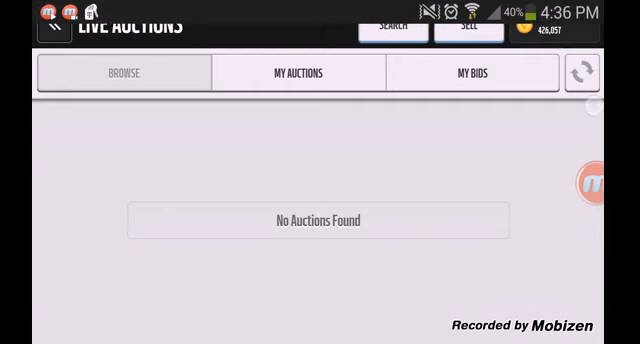 40% 4:36 PM
LIVE AUCTIONS SEARCH SELL 426,057
BROWSE MY AUCTIONS MY BIDS
No Auctions Found
Recorded by Mobizen